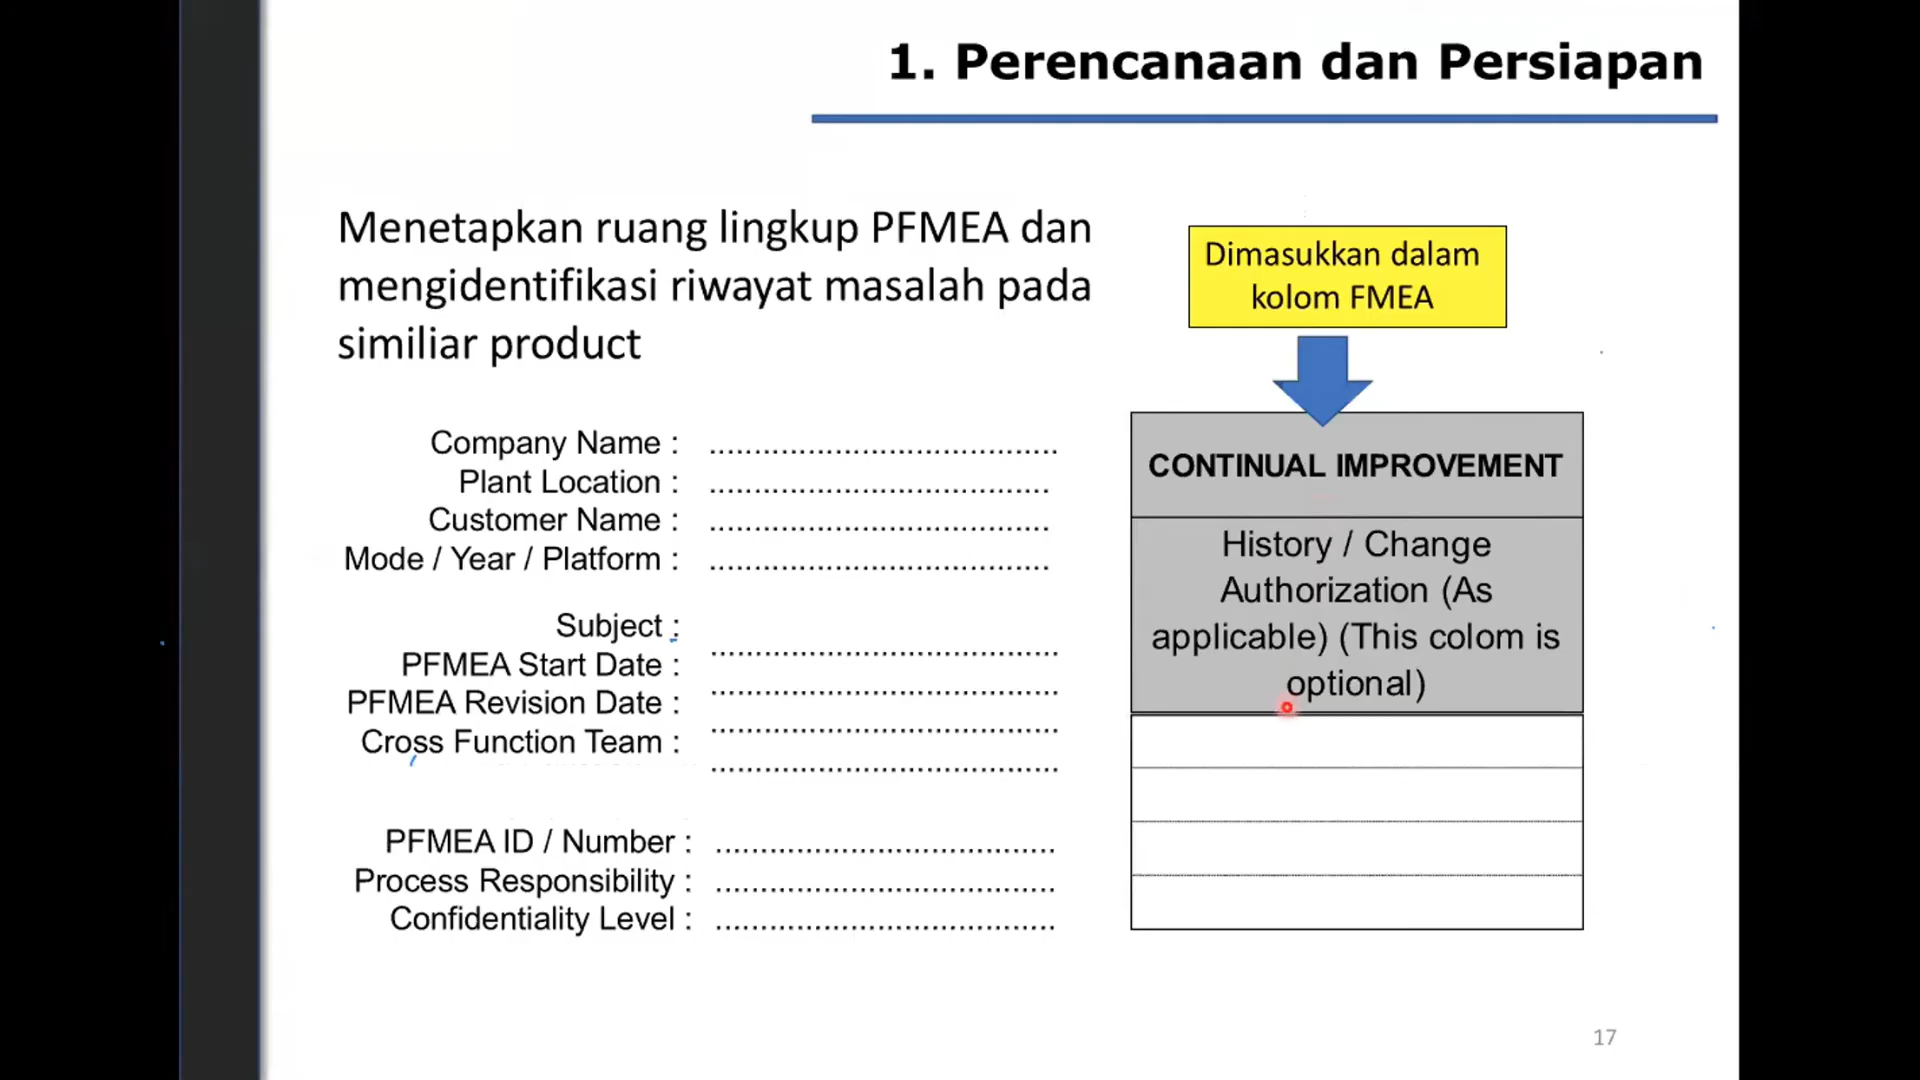 1. Perencanaan dan Persiapan
Menetapkan ruang lingkup PFMEA dan
mengidentifikasi riwayat masalah pada
similiar product
Dimasukkan dalam
kolom FMEA
Company Name : .......................................
Plant Location : ......................................
Customer Name : ......................................
Mode / Year / Platform : ......................................
Subject : .......................................
PFMEA Start Date : .......................................
PFMEA Revision Date : .......................................
Cross Function Team : .......................................
PFMEA ID / Number : ......................................
Process Responsibility : ......................................
Confidentiality Level : ......................................
CONTINUAL IMPROVEMENT
History / Change
Authorization (As
applicable) (This colom is
optional)
17